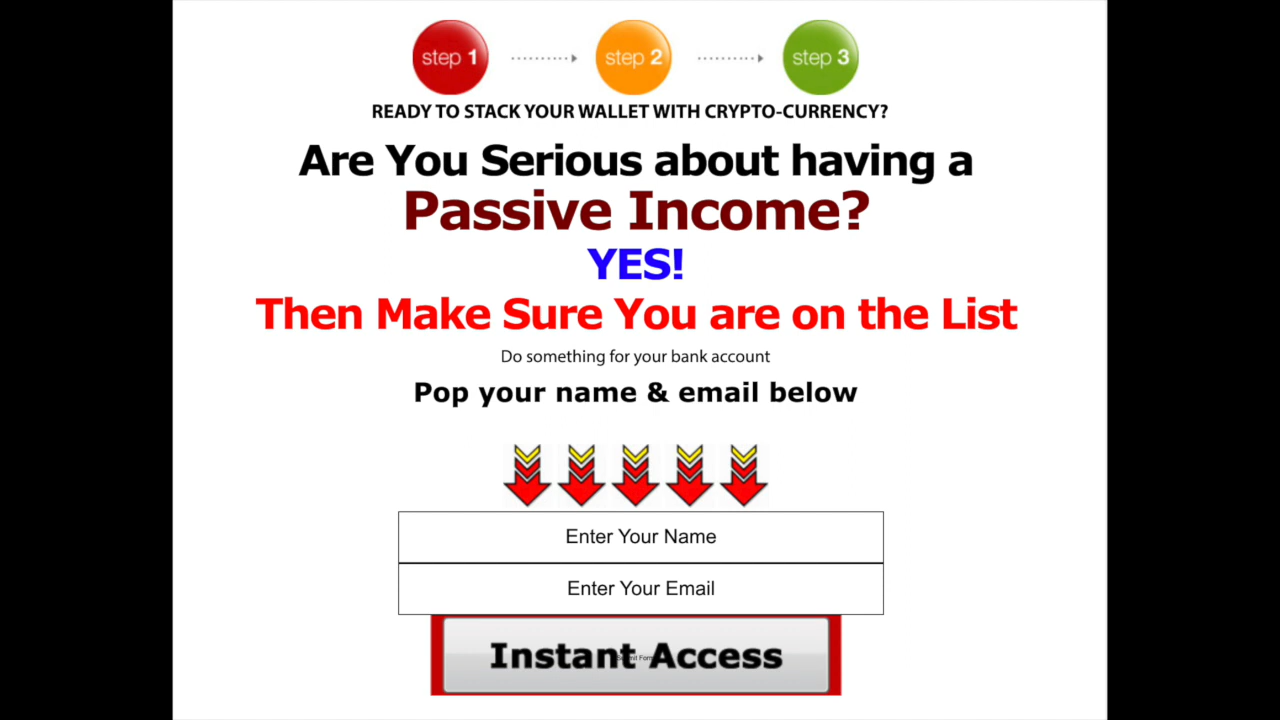 step 1 step 2 step 3
READY TO STACK YOUR WALLET WITH CRYPTO-CURRENCY?
Are You Serious about having a
Passive Income?
YES!
Then Make Sure You are on the List
Do something for your bank account
Pop your name & email below
Enter Your Name
Enter Your Email
Instant Access